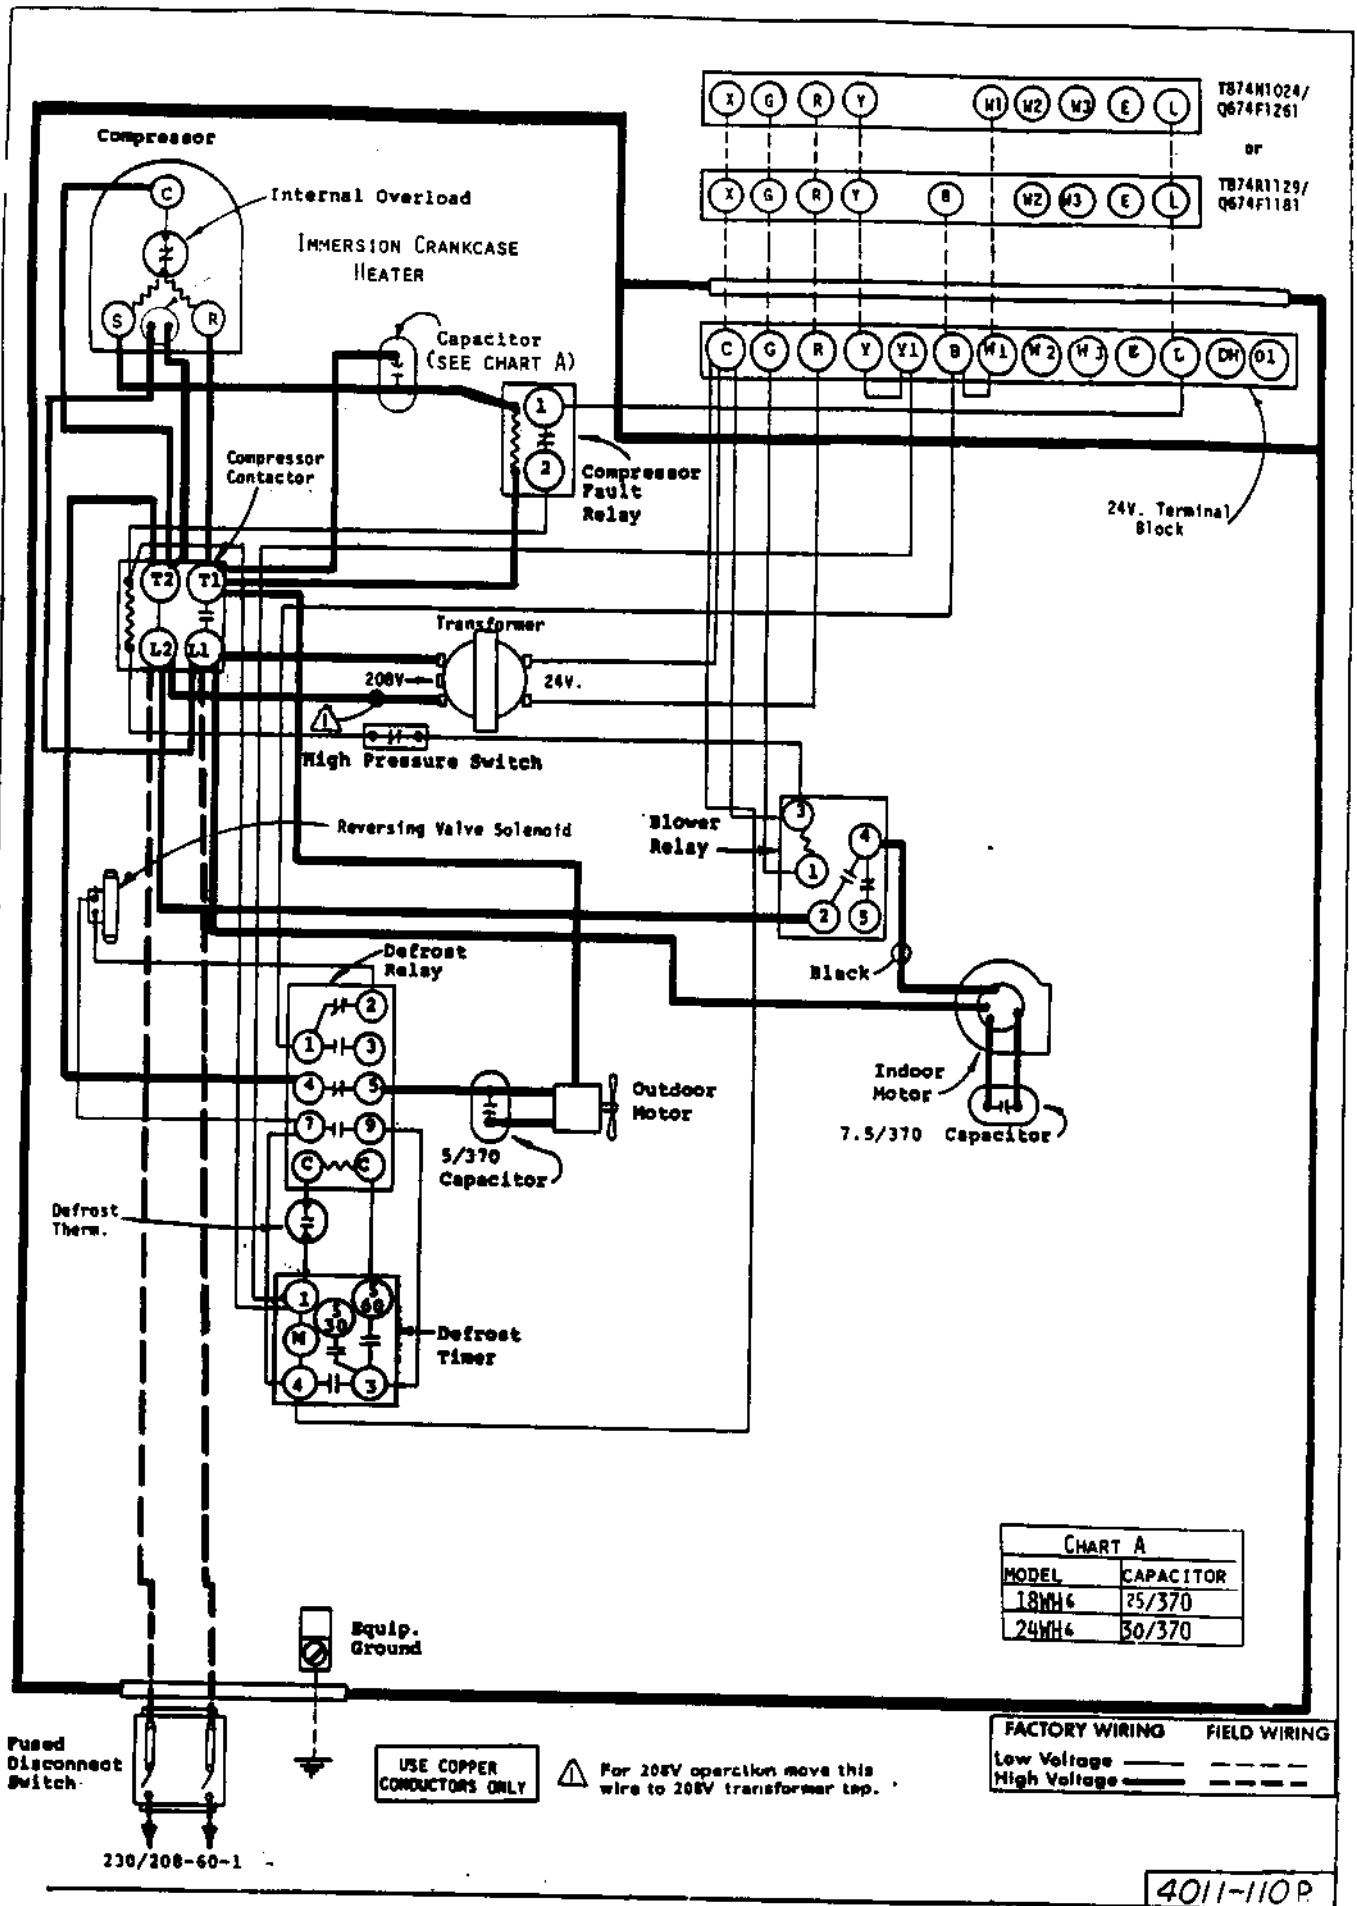 X G R Y W1 W2 W3 E L
T874N1024/
Q674F1261
or
X G R Y B W2 W3 E L
T874R1129/
Q674F1181
Compressor
C
Internal Overload
IMMERSION CRANKCASE
HEATER
S R
Capacitor
(SEE CHART A)
C G R Y Y1 B W1 W2 W3 E L DH O1
1
2
Compressor
Fault
Relay
24V. Terminal
Block
Compressor
Contactor
T2 T1
L2 L1
Transformer
208V
24V.
1
High Pressure Switch
Reversing Valve Solenoid
Blower
Relay
3
4
1
2 5
Black
Defrost
Relay
2
1 3
4 5
7 9
C C
Outdoor
Motor
5/370
Capacitor
Indoor
Motor
7.5/370 Capacitor
Defrost
Therm.
1
S
30
S
60
M
4 3
Defrost
Timer
CHART A
MODEL CAPACITOR
18WH6 25/370
24WH6 30/370
Equip.
Ground
Fused
Disconnect
Switch
USE COPPER
CONDUCTORS ONLY
1
For 208V operation move this
wire to 208V transformer tap.
FACTORY WIRING FIELD WIRING
Low Voltage
High Voltage
230/208-60-1
4011-110P